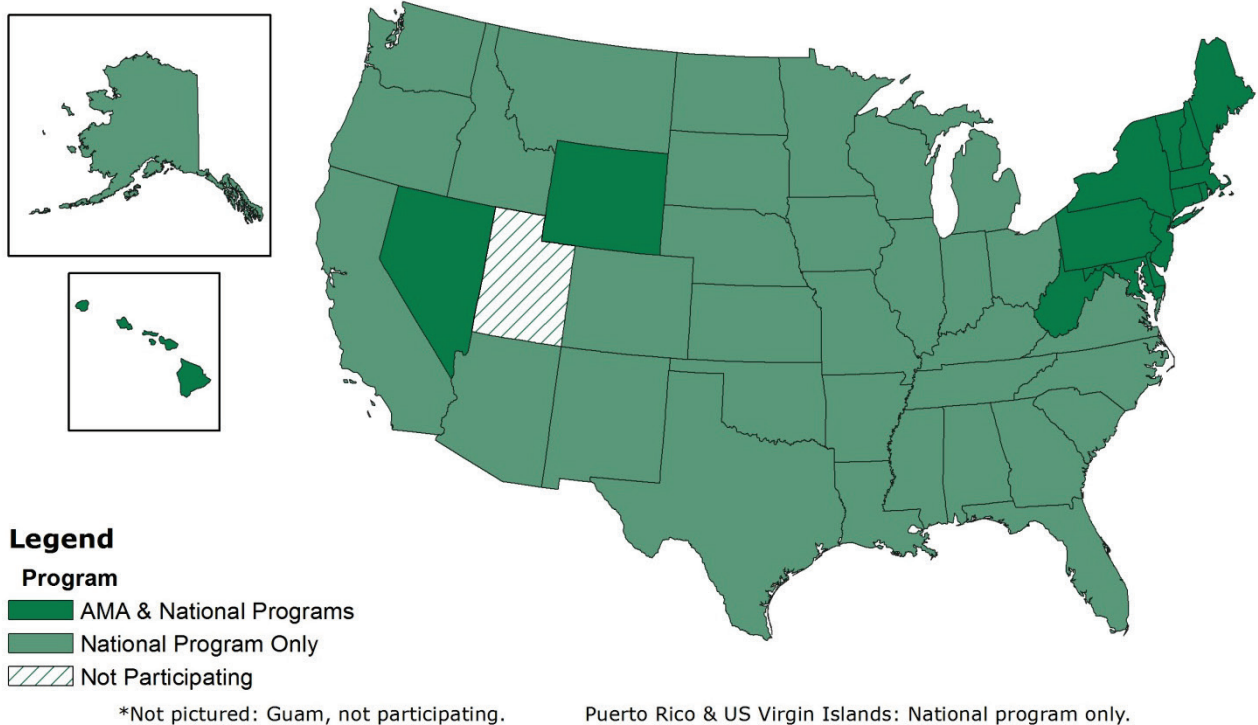 Legend
Program
AMA & National Programs
National Program Only
Not Participating
*Not pictured: Guam, not participating. Puerto Rico & US Virgin Islands: National program only.